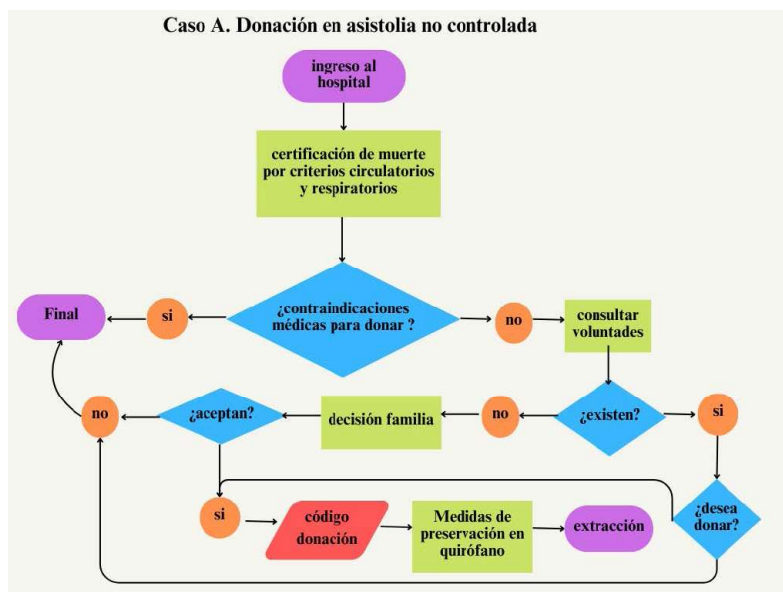 Caso A. Donación en asistolia no controlada
ingreso al
hospital
certificación de muerte
por criterios circulatorios
y respiratorios
¿contraindicaciones
médicas para donar ?
si
Final
no
consultar
voluntades
¿existen?
no
decisión familia
¿aceptan?
no
si
¿desea
donar?
si
código
donación
Medidas de
preservación en
quirófano
extracción